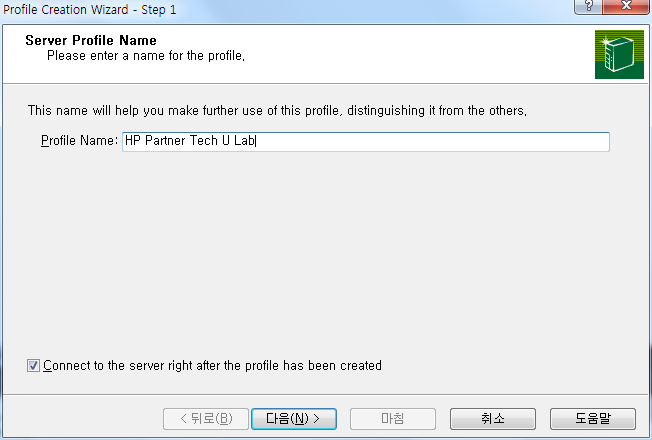 Profile Creation Wizard - Step 1
?
Server Profile Name
Please enter a name for the profile.
This name will help you make further use of this profile, distinguishing it from the others.
Profile Name: HP Partner Tech U Lab
Connect to the server right after the profile has been created
< 뒤로(B) 다음(N) > 마침 취소 도움말